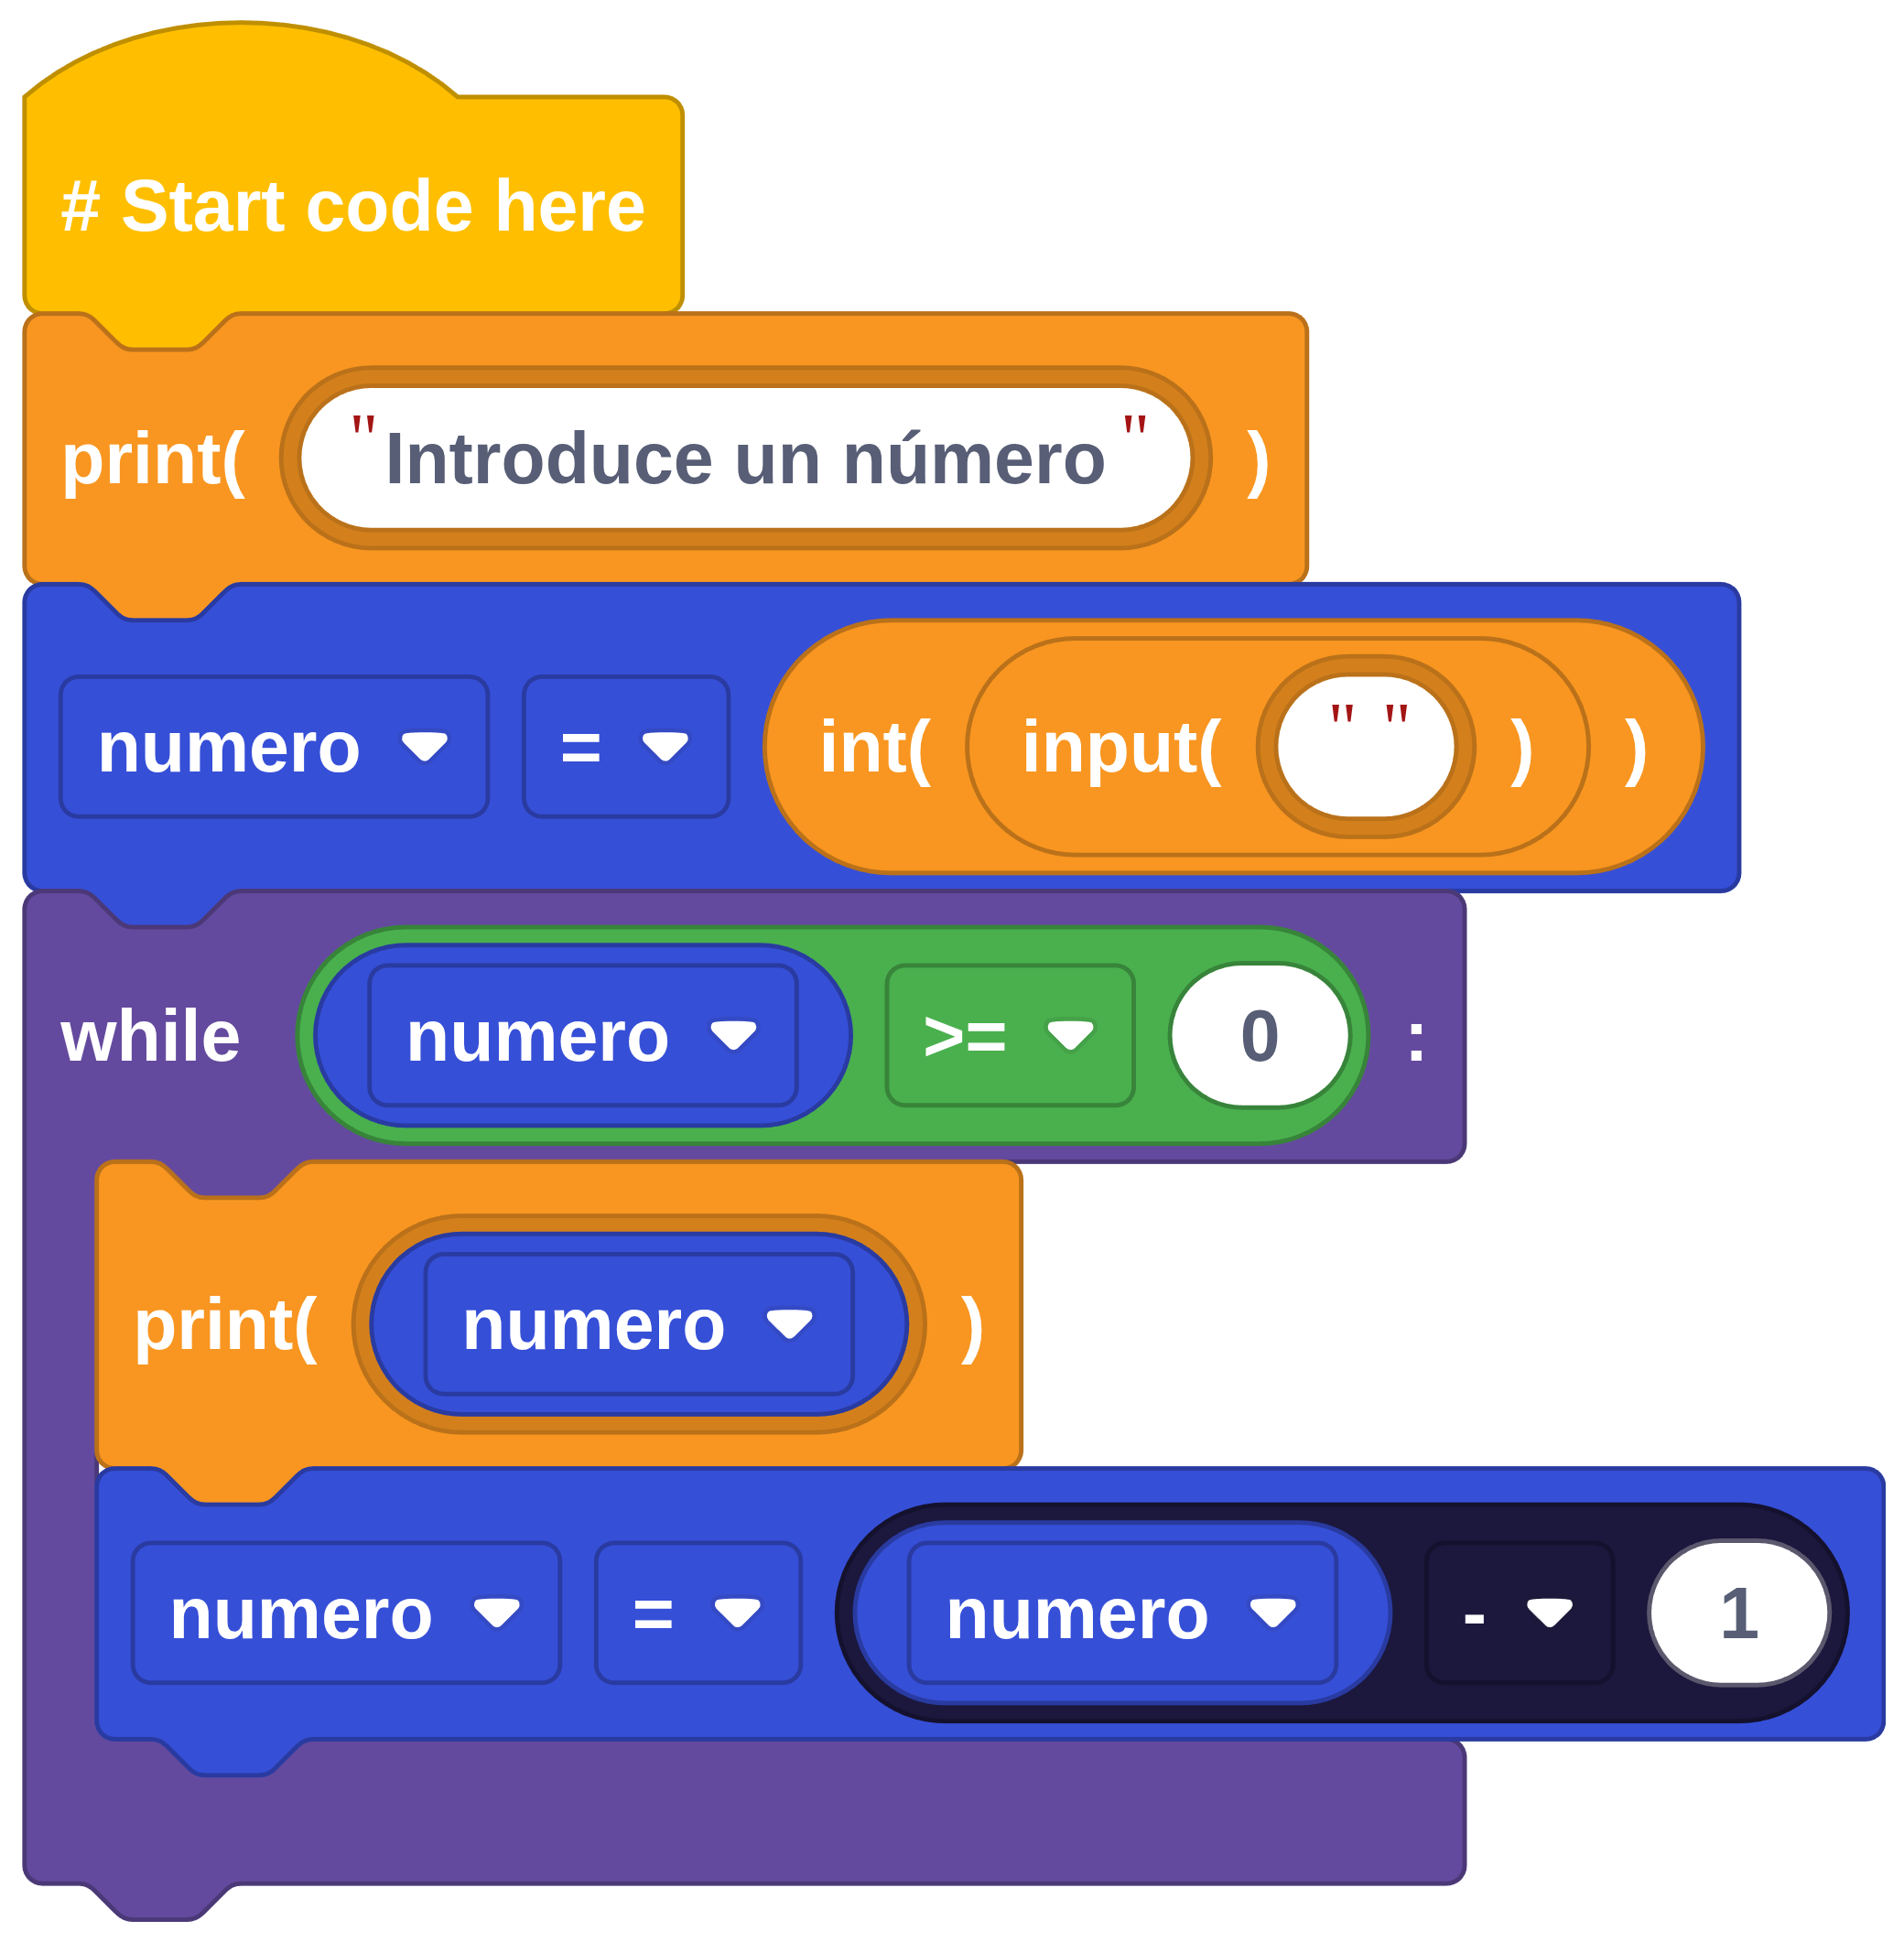 # Start code here
print( "Introduce un número" )
numero = int( input( "" ) )
while numero >= 0 :
print( numero )
numero = numero - 1